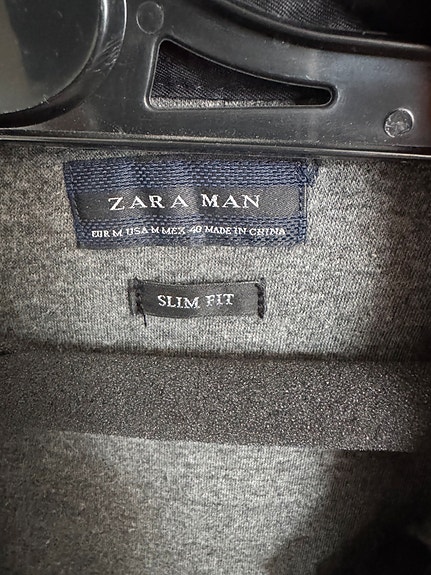 ZARA MAN
EUR M USA M MEX 40 MADE IN CHINA
SLIM FIT